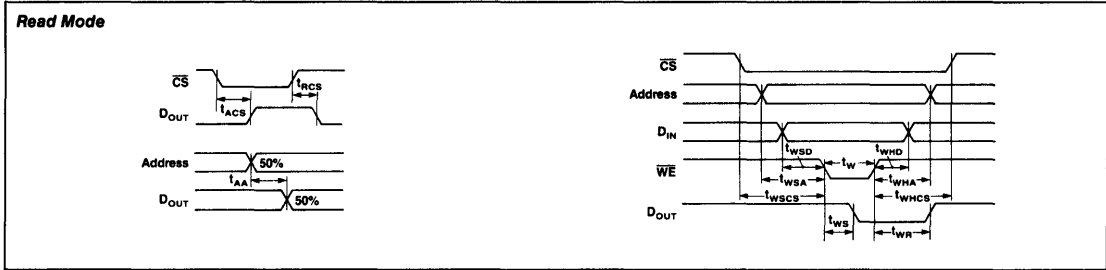 Read Mode
CS
tRCS
tACS
DOUT
Address
50%
tAA
DOUT
50%
CS
Address
DIN
tWSD
tW
tWHD
WE
tWSA
tWHA
tWSCS
tWHCS
DOUT
tWS
tWR